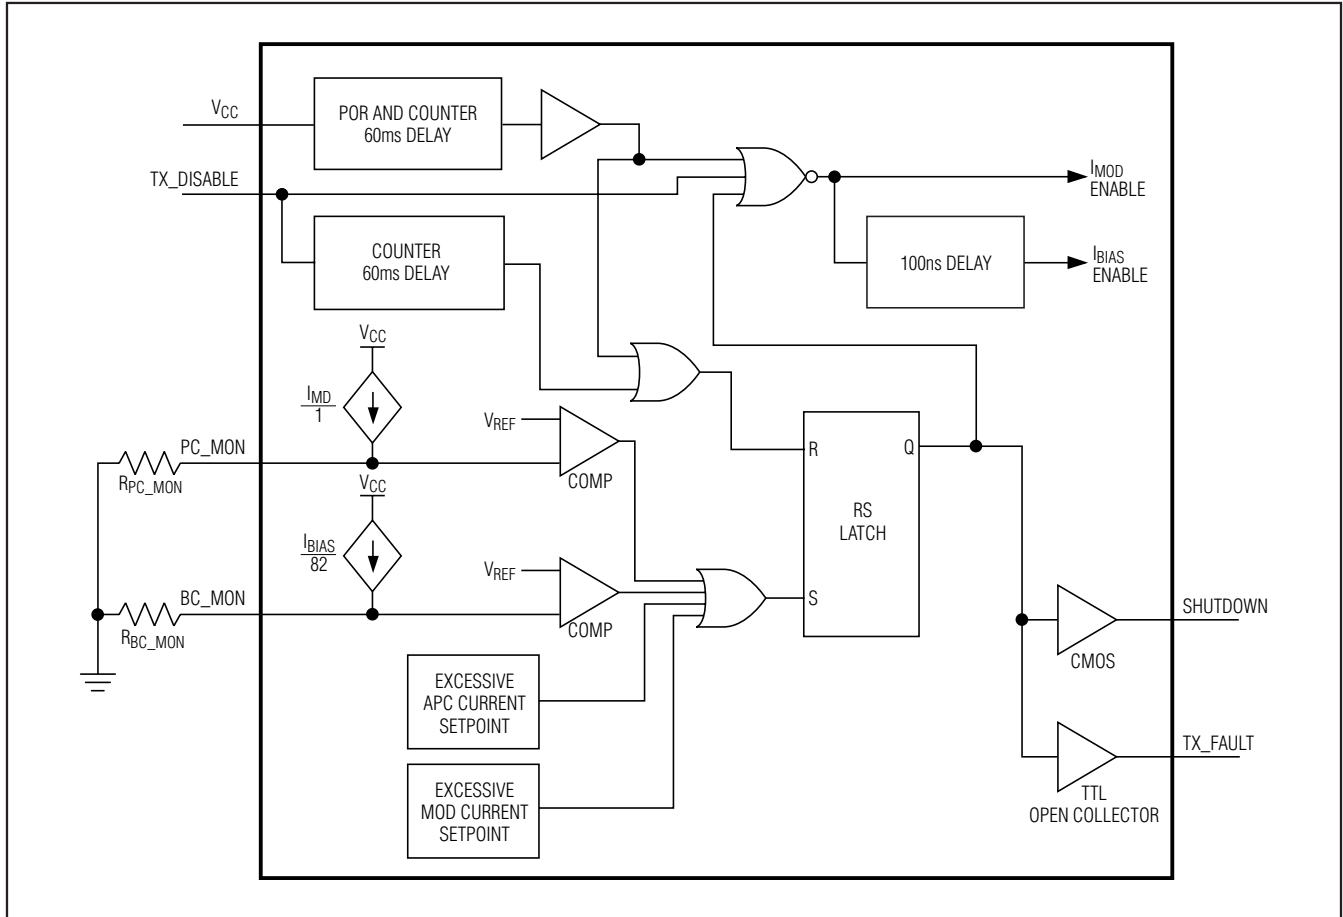 VCC
POR AND COUNTER
60ms DELAY
TX_DISABLE
COUNTER
60ms DELAY
IMOD
ENABLE
100ns DELAY
IBIAS
ENABLE
VCC
IMD
1
PC_MON
RPC_MON
VREF
COMP
VCC
IBIAS
82
BC_MON
RBC_MON
VREF
COMP
R
Q
RS
LATCH
S
EXCESSIVE
APC CURRENT
SETPOINT
EXCESSIVE
MOD CURRENT
SETPOINT
SHUTDOWN
CMOS
TX_FAULT
TTL
OPEN COLLECTOR